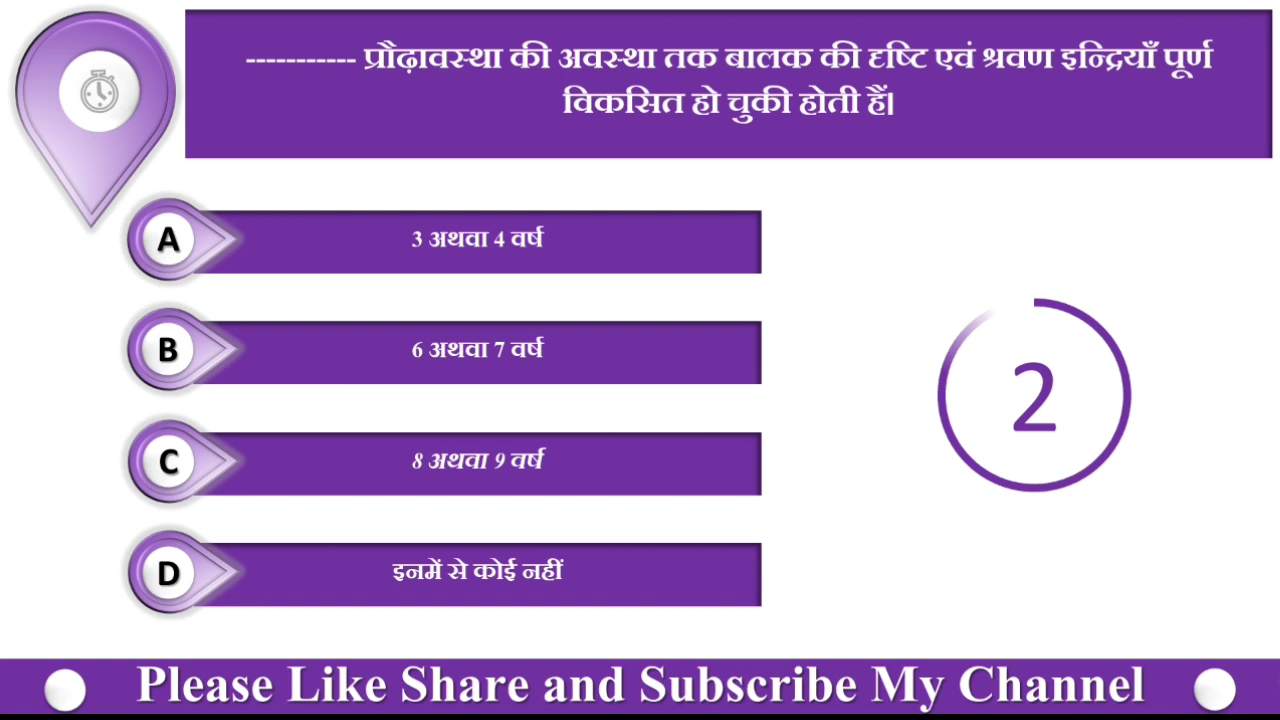 ----------- प्रौढ़ावस्था की अवस्था तक बालक की दृष्टि एवं श्रवण इन्द्रियाँ पूर्ण
विकसित हो चुकी होती हैं।
A 3 अथवा 4 वर्ष
B 6 अथवा 7 वर्ष
C 8 अथवा 9 वर्ष
D इनमें से कोई नहीं
2
Please Like Share and Subscribe My Channel